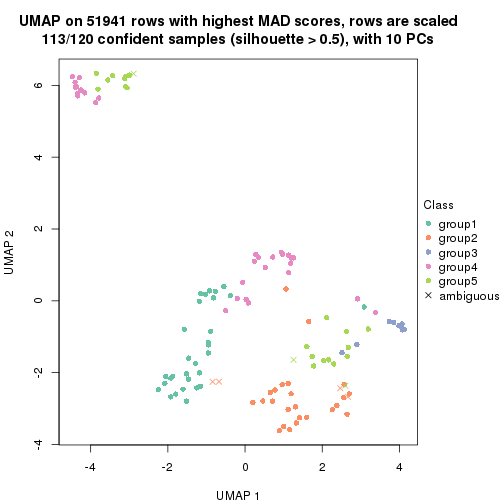 UMAP on 51941 rows with highest MAD scores, rows are scaled
113/120 confident samples (silhouette > 0.5), with 10 PCs
UMAP 2
6
4
2
0
-2
-4
-4
-2
0
2
4
UMAP 1
Class
group1
group2
group3
group4
group5
ambiguous